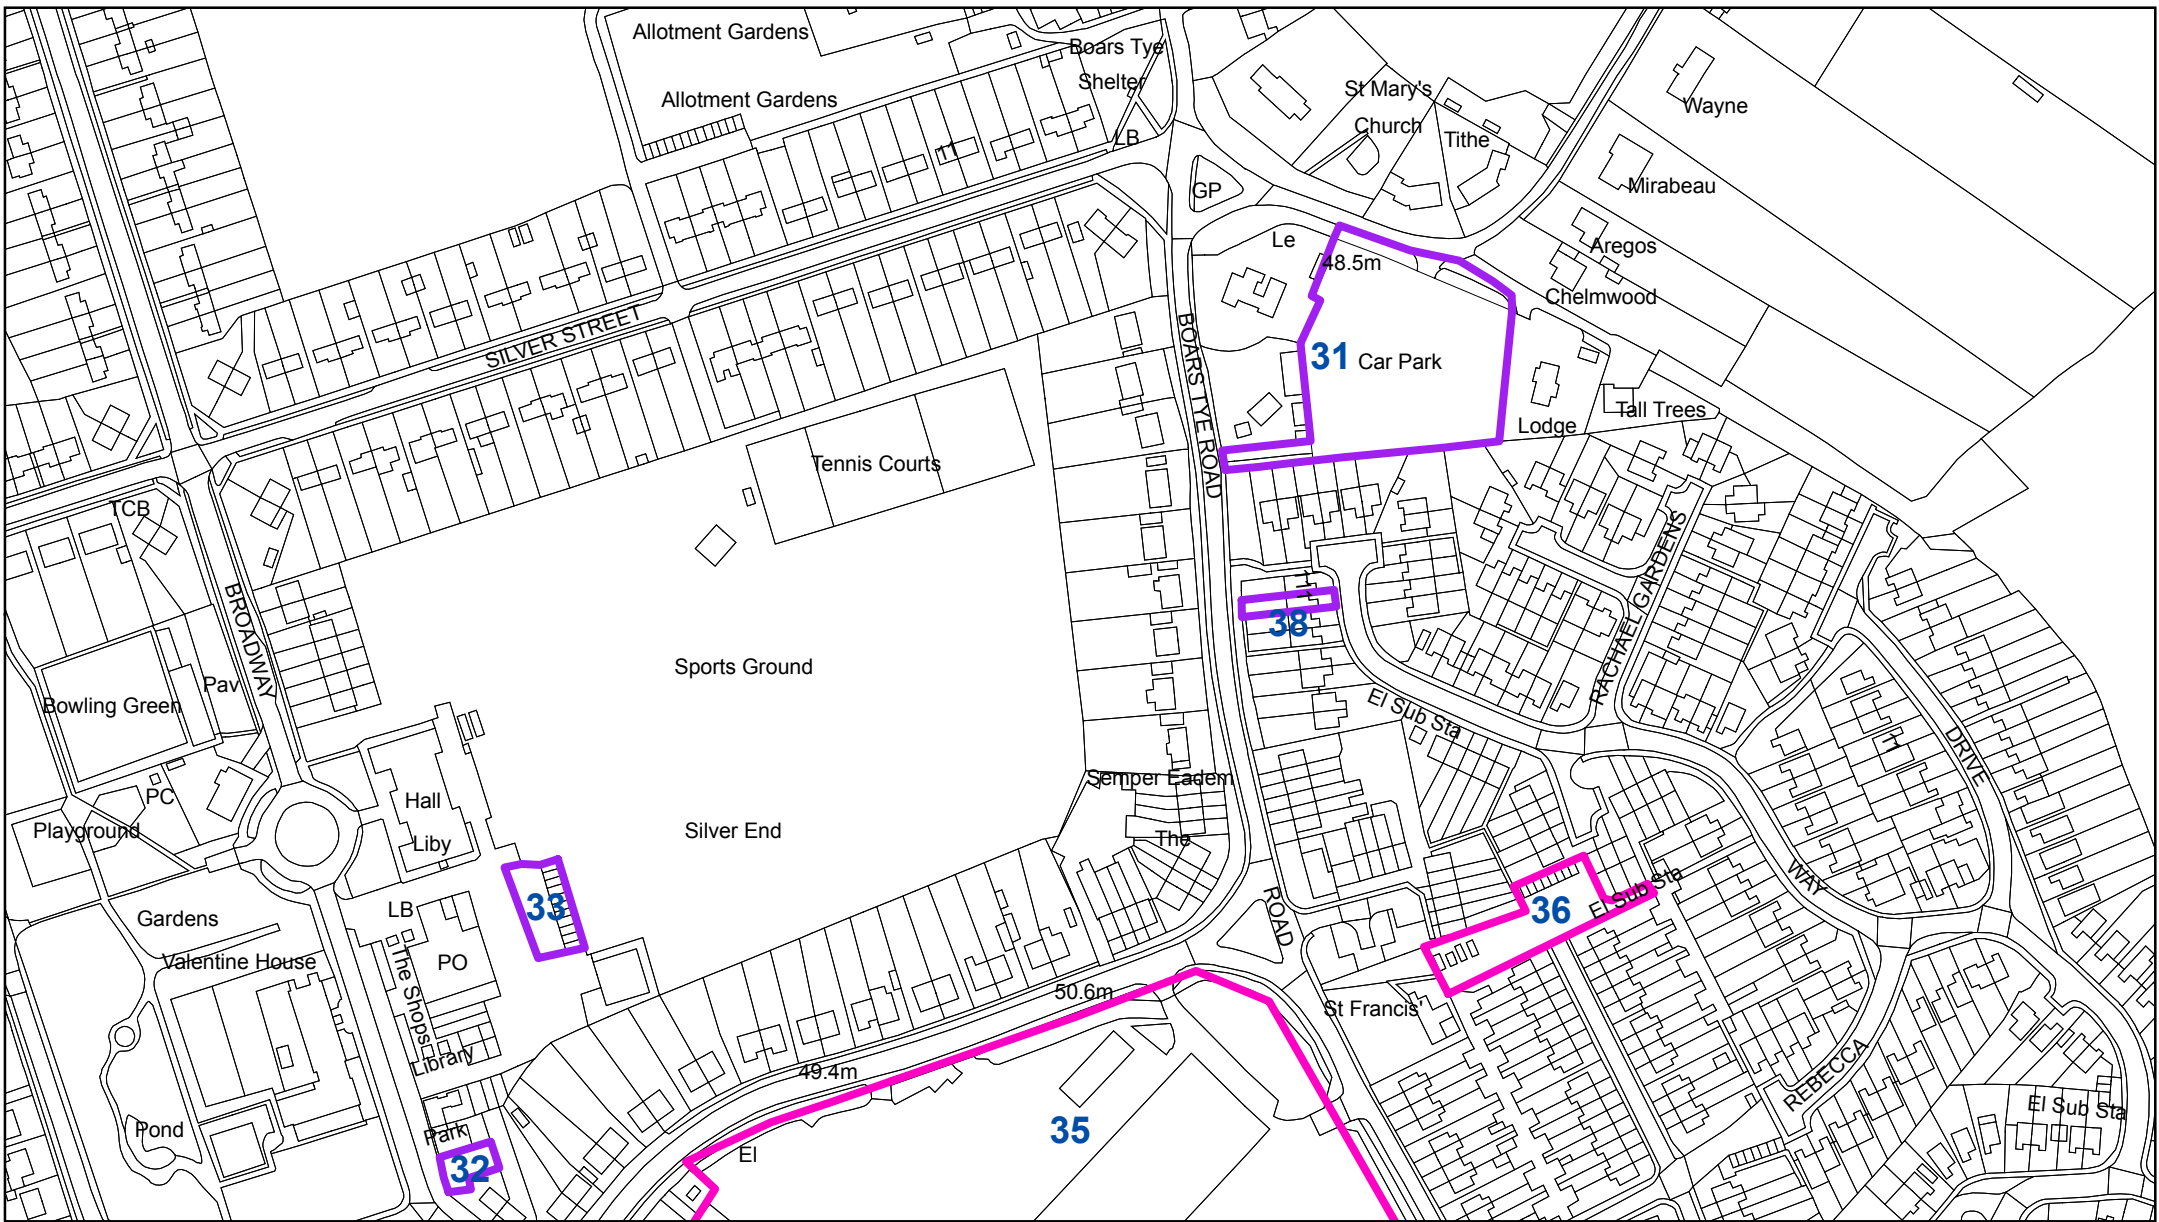 Allotment Gardens
Boars Tye
Shelter
Allotment Gardens
LB
11
St Mary's
Church
Tithe
Wayne
Mirabeau
GP
Le
48.5m
Aregos
Chelmwood
SILVER STREET
BOARS TYE ROAD
31
Car Park
Tall Trees
Lodge
Tennis Courts
TCB
BROADWAY
RACHAEL GARDENS
111
38
Sports Ground
Pav
Bowling Green
El Sub Sta
11
DRIVE
Semper Eadem
PC
Hall
Playground
Liby
Silver End
The
WAY
El Sub Sta
33
36
LB
Gardens
ROAD
Valentine House
The Shops
PO
50.6m
St Francis'
Library
49.4m
REBECCA
El Sub Sta
Pond
Park
35
El
32